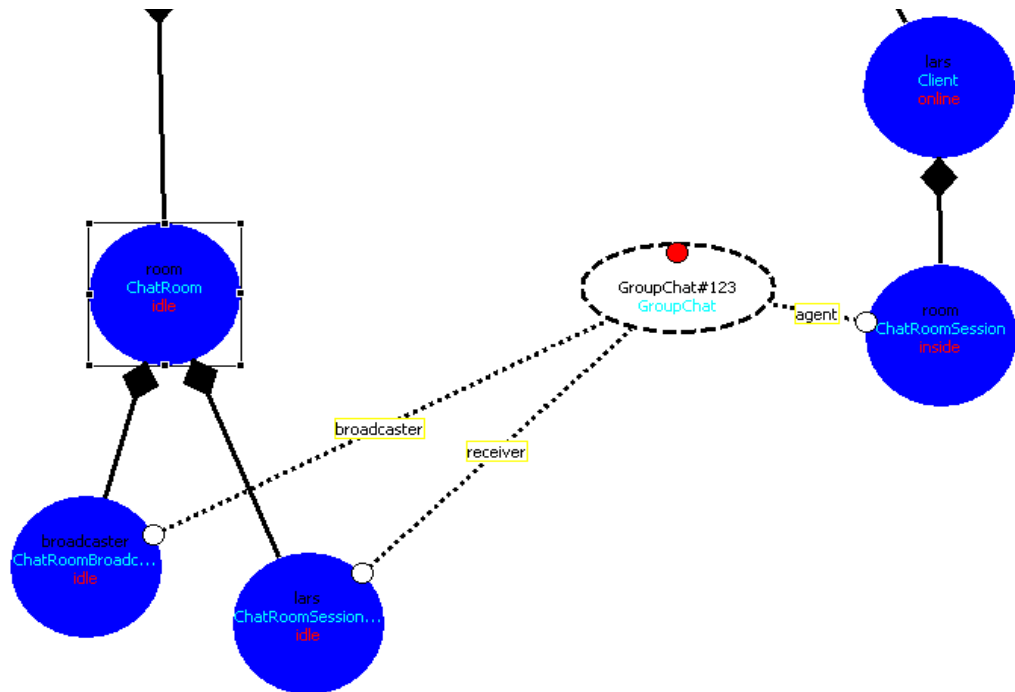 lars
Client
online
room
ChatRoom
idle
GroupChat#123
GroupChat
agent
room
ChatRoomSession
inside
broadcaster
receiver
broadcaster
ChatRoomBroadc...
idle
lars
ChatRoomSession...
idle